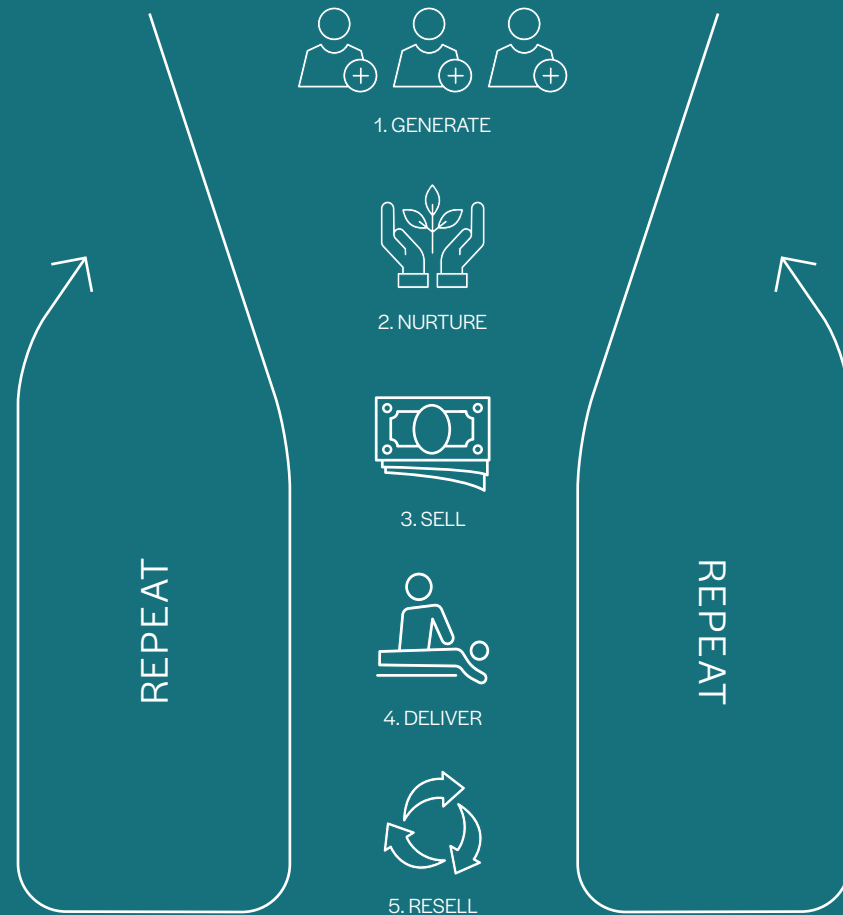 1. GENERATE
2. NURTURE
3. SELL
REPEAT
REPEAT
4. DELIVER
5. RESELL